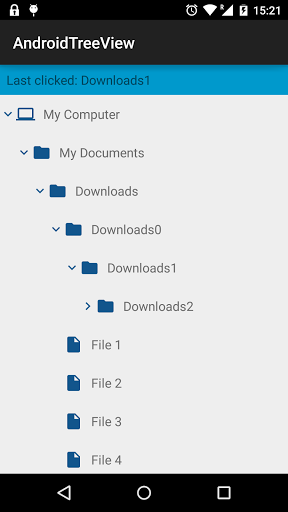 15:21
AndroidTreeView
Last clicked: Downloads1
My Computer
My Documents
Downloads
Downloads0
Downloads1
Downloads2
File 1
File 2
File 3
File 4